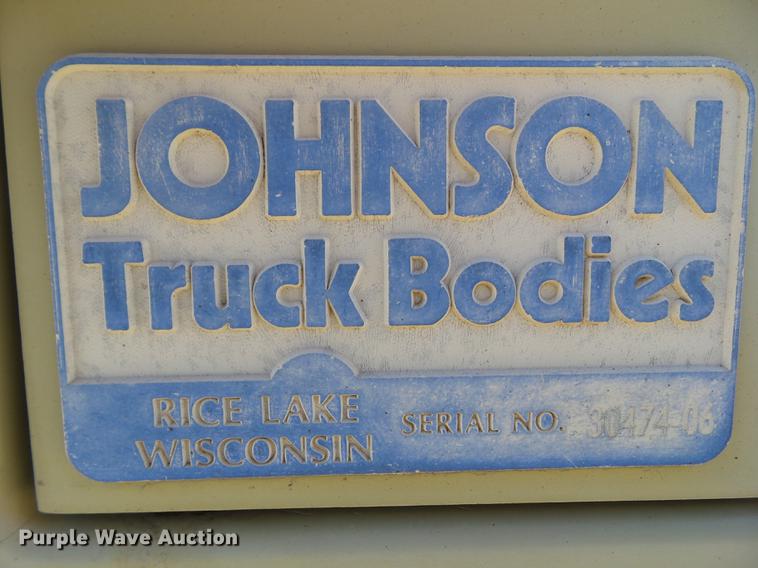 JOHNSON
Truck Bodies
RICE LAKE
WISCONSIN
SERIAL NO. 30474-06
Purple Wave Auction